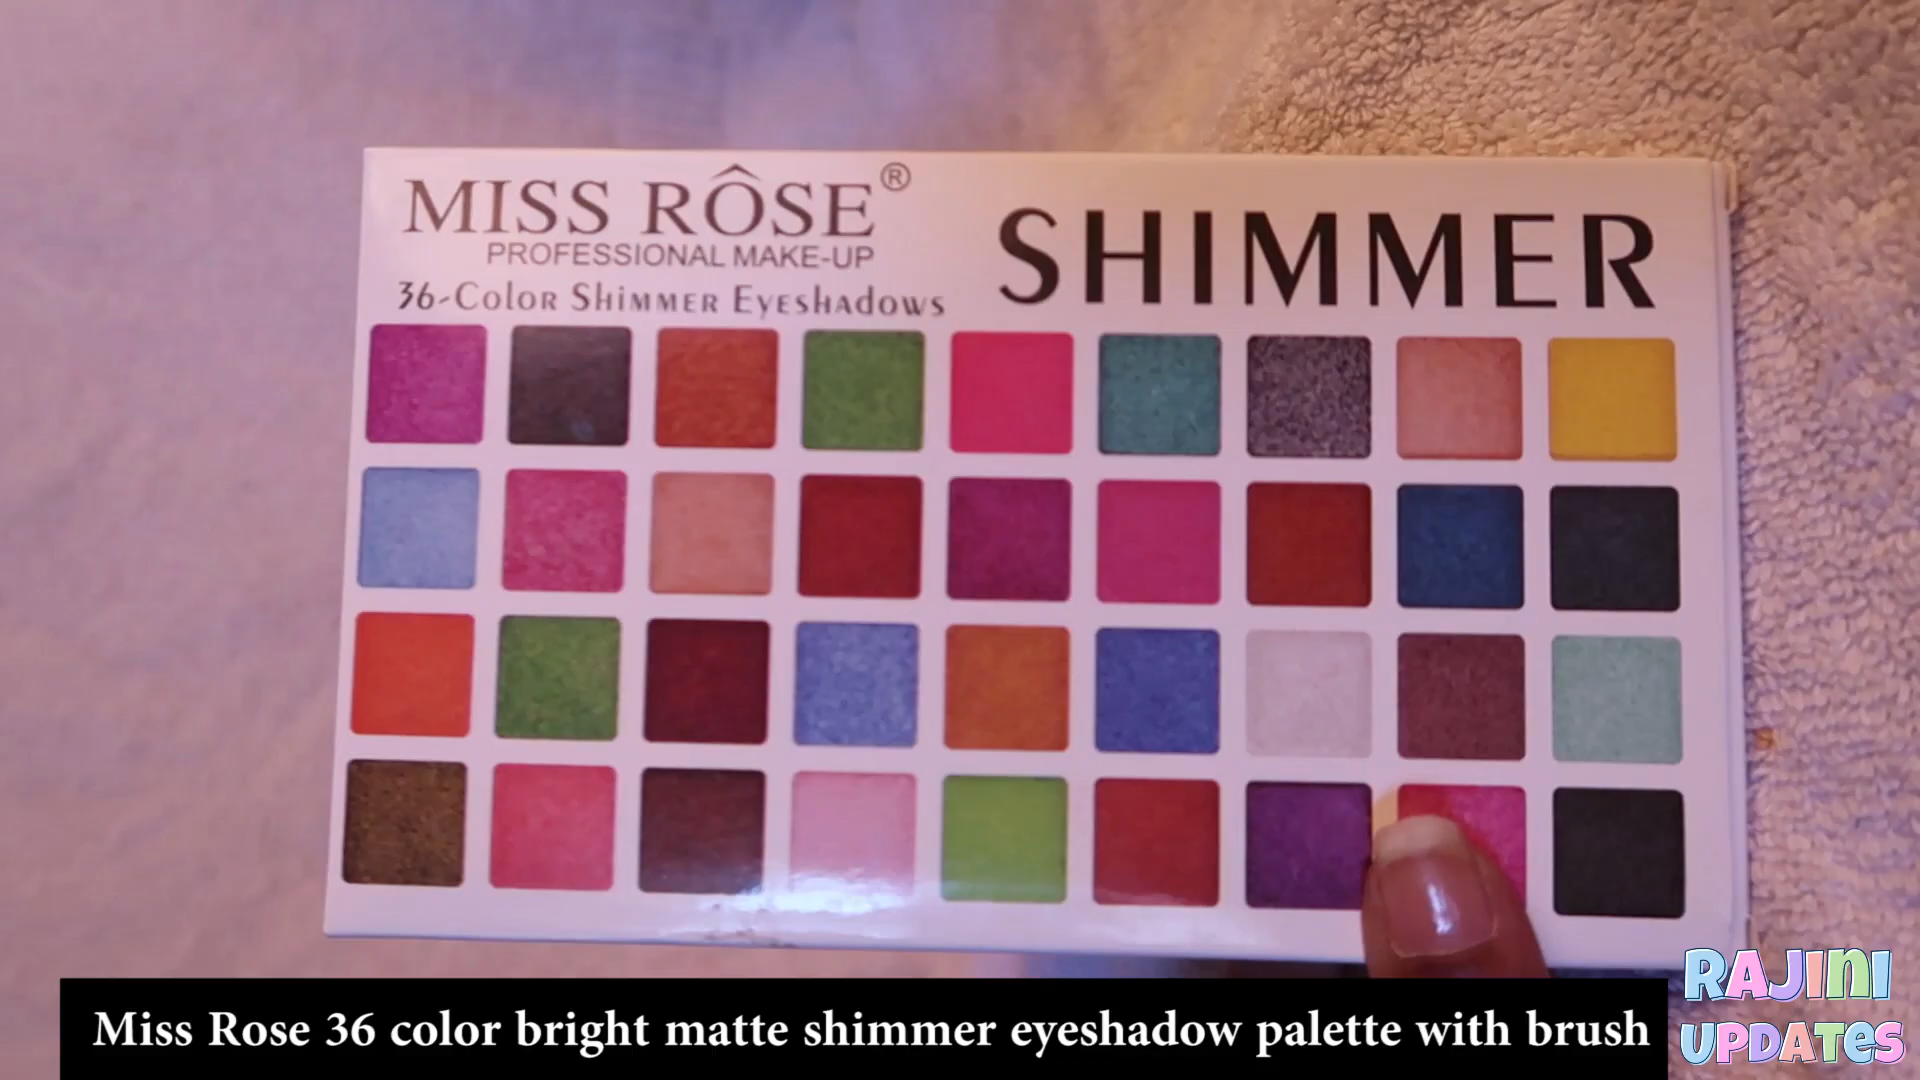 MISS RÔSE®
PROFESSIONAL MAKE-UP
36-Color Shimmer Eyeshadows
SHIMMER
Miss Rose 36 color bright matte shimmer eyeshadow palette with brush
RAJINI
UPDATES